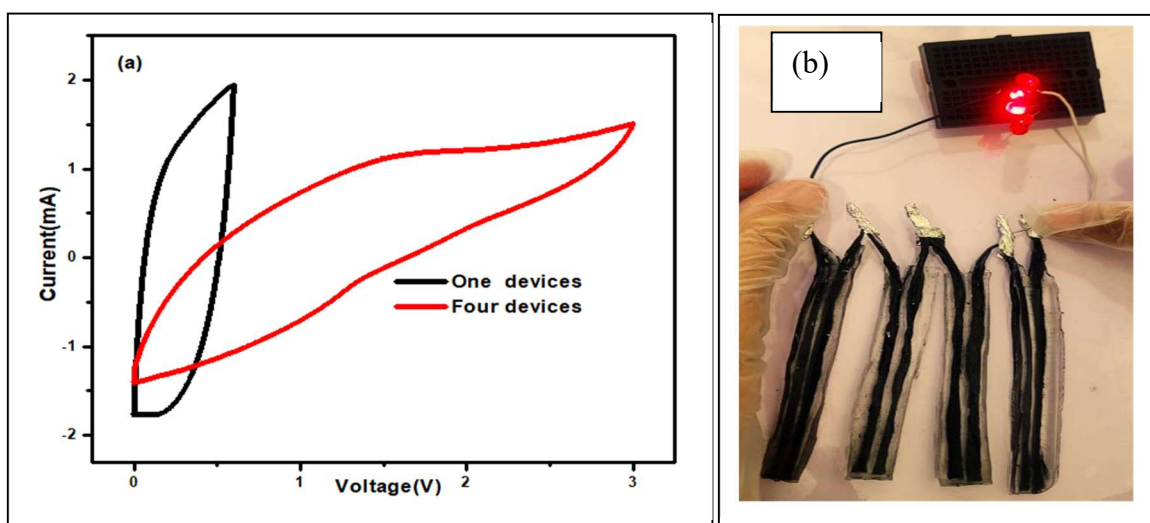 (a)
2
1
0
-1
-2
Current(mA)
One devices
Four devices
0
1
2
3
Voltage(V)
(b)